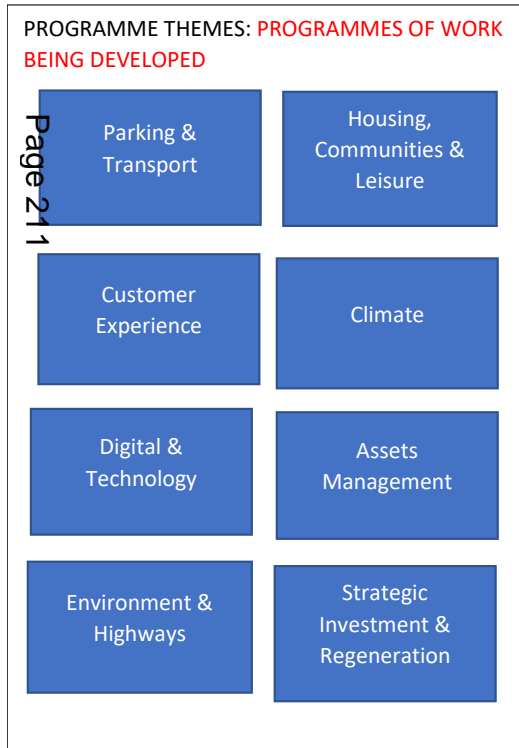 PROGRAMME THEMES: PROGRAMMES OF WORK
BEING DEVELOPED
Page 211
Parking &
Transport
Housing,
Communities &
Leisure
Customer
Experience
Climate
Digital &
Technology
Assets
Management
Environment &
Highways
Strategic
Investment &
Regeneration